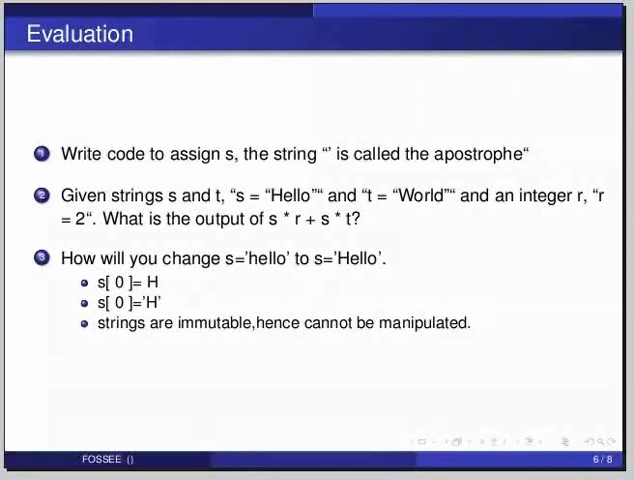 Evaluation
1 Write code to assign s, the string “’ is called the apostrophe“
2 Given strings s and t, “s = “Hello”“ and “t = “World”“ and an integer r, “r
= 2“. What is the output of s * r + s * t?
3 How will you change s=’hello’ to s=’Hello’.
s[ 0 ]= H
s[ 0 ]=’H’
strings are immutable,hence cannot be manipulated.
FOSSEE () 6 / 8